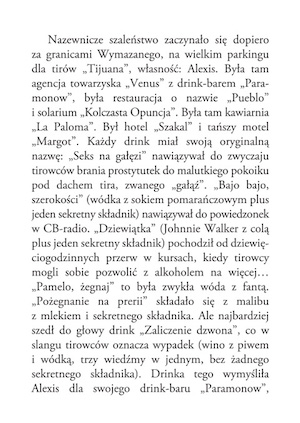 Nazewnicze szaleństwo zaczynało się dopiero
za granicami Wymazanego, na wielkim parkingu
dla tirów „Tijuana”, własność: Alexis. Była tam
agencja towarzyska „Venus” z drink-barem „Para-
monow”, była restauracja o nazwie „Pueblo”
i solarium „Kolczasta Opuncja”. Była tam kawiarnia
„La Paloma”. Był hotel „Szakal” i tańszy motel
„Margot”. Każdy drink miał swoją oryginalną
nazwę: „Seks na gałęzi” nawiązywał do zwyczaju
tirowców brania prostytutek do malutkiego pokoiku
pod dachem tira, zwanego „gałąź”. „Bajo bajo,
szerokości” (wódka z sokiem pomarańczowym plus
jeden sekretny składnik) nawiązywał do powiedzonek
w CB-radio. „Dziewiątka” (Johnnie Walker z colą
plus jeden sekretny składnik) pochodził od dziewię-
ciogodzinnych przerw w kursach, kiedy tirowcy
mogli sobie pozwolić z alkoholem na więcej…
„Pamelo, żegnaj” to była zwykła wóda z fantą.
„Pożegnanie na prerii” składało się z malibu
z mlekiem i sekretnego składnika. Ale najbardziej
szedł do głowy drink „Zaliczenie dzwona”, co w
slangu tirowców oznacza wypadek (wino z piwem
i wódką, trzy wiedźmy w jednym, bez żadnego
sekretnego składnika). Drinka tego wymyśliła
Alexis dla swojego drink-baru „Paramonow”,